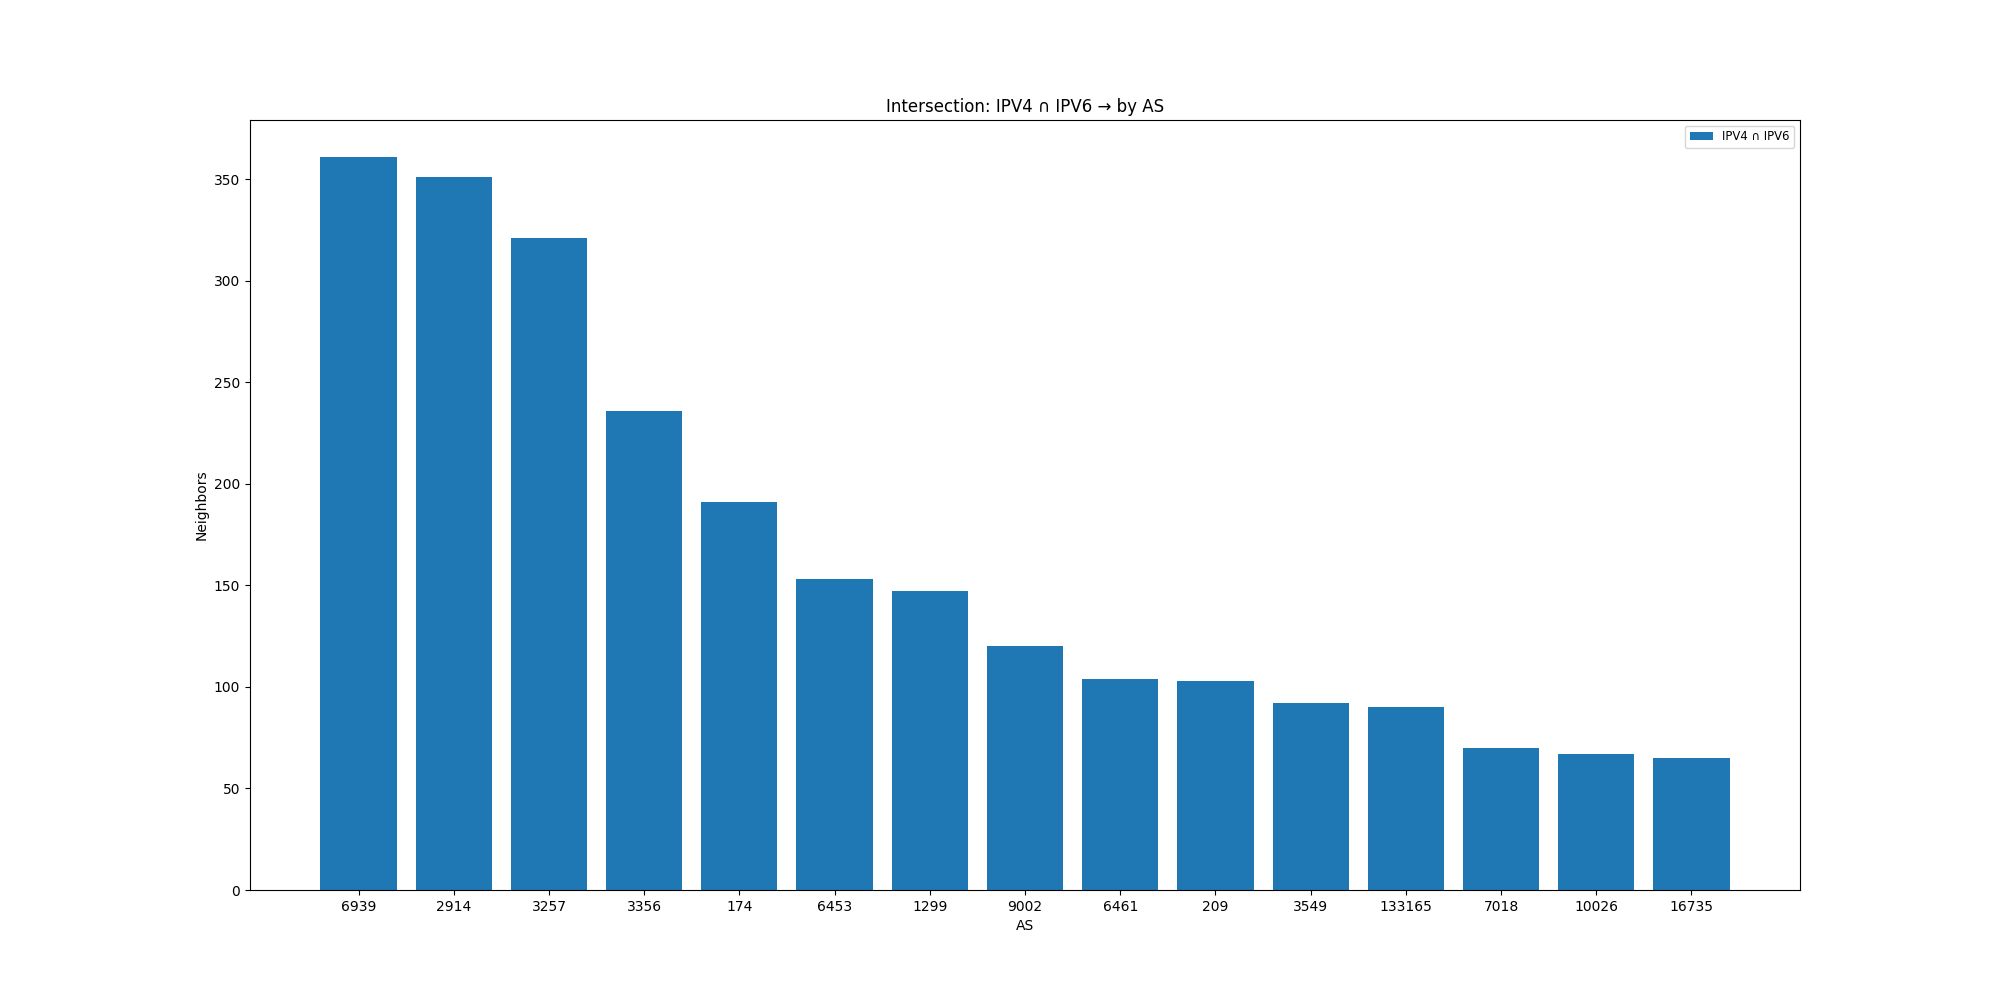 Intersection: IPV4 ∩ IPV6 → by AS
IPV4 ∩ IPV6
350
300
250
200
150
100
50
0
Neighbors
6939 2914 3257 3356 174 6453 1299 9002 6461 209 3549 133165 7018 10026 16735
AS